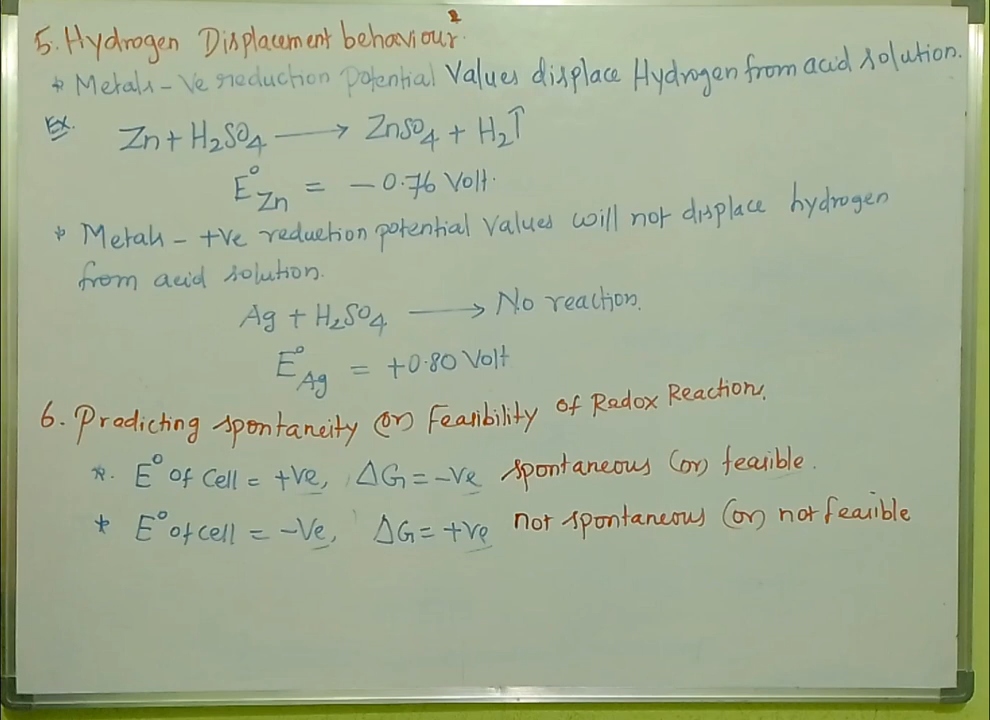 5. Hydrogen Displacement behaviour.
* Metals - Ve reduction potential Values displace Hydrogen from acid solution.
Ex. Zn + H₂SO₄ ⟶ ZnSO₄ + H₂↑
E°Zn = - 0.76 Volt.
* Metals - +Ve reduction potential Values will not displace hydrogen
from acid solution.
Ag + H₂SO₄ ⟶ No reaction.
E°Ag = +0.80 Volt
6. Predicting spontaneity (or) Feasibility of Redox Reaction.
*. E° of Cell = +Ve, ΔG = -Ve spontaneous (or) feasible.
* E° of cell = -Ve, ΔG = +Ve not spontaneous (or) not feasible